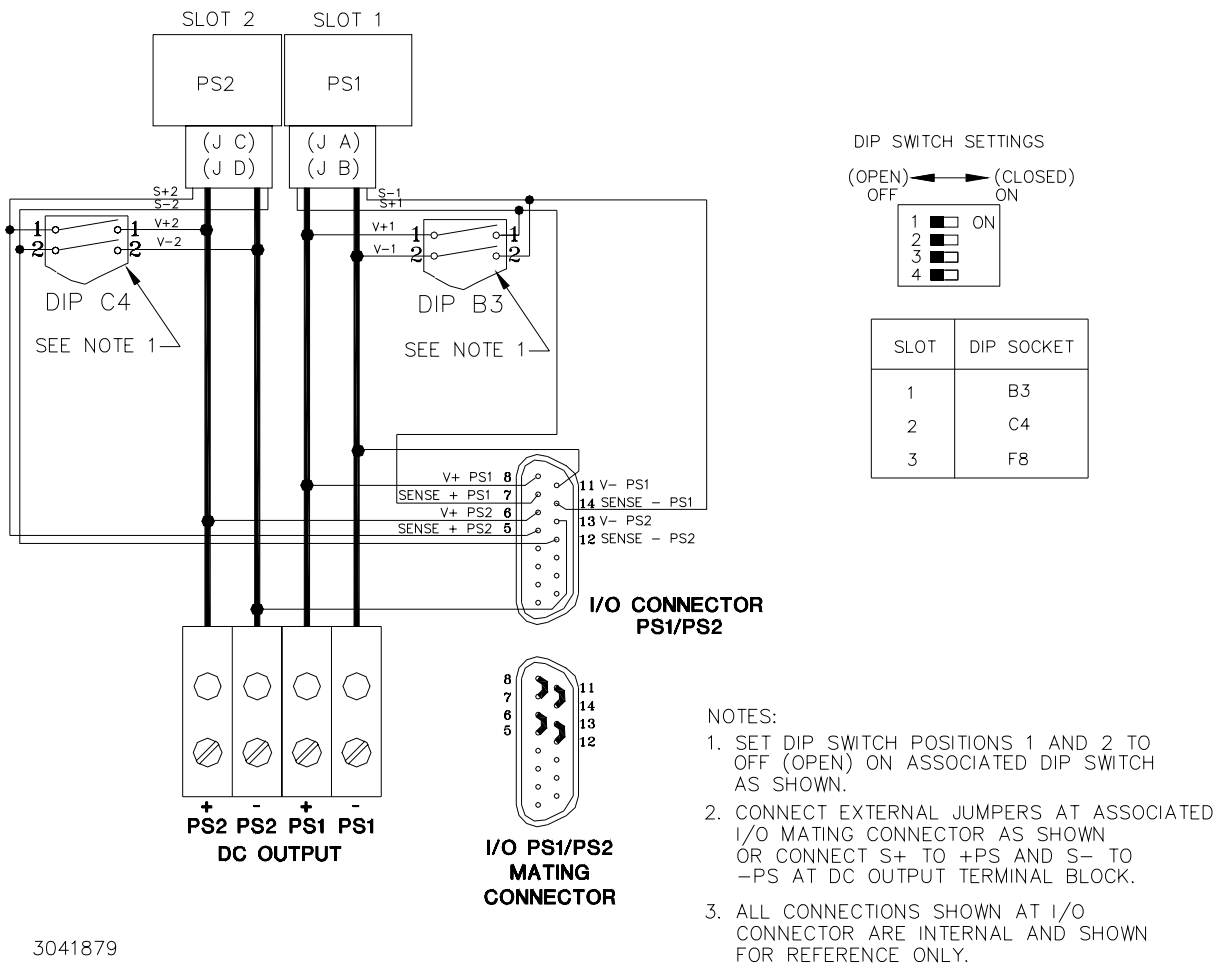 SLOT 2 SLOT 1
PS2 PS1
(J C) (J A)
(J D) (J B)
S+2 S-1
S-2 S+1
V+2 V+1
1 1 1 1
V-2 V-1
2 2 2 2
DIP C4 DIP B3
SEE NOTE 1 SEE NOTE 1
DIP SWITCH SETTINGS
(OPEN) (CLOSED)
OFF ON
1 ON
2
3
4
SLOT DIP SOCKET
1 B3
2 C4
3 F8
V+ PS1 8 11 V- PS1
SENSE + PS1 7 14 SENSE - PS1
V+ PS2 6 13 V- PS2
SENSE + PS2 5 12 SENSE - PS2
I/O CONNECTOR
PS1/PS2
8 11
7 14
6 13
5 12
+ - + -
PS2 PS2 PS1 PS1
DC OUTPUT
I/O PS1/PS2
MATING
CONNECTOR
NOTES:
1. SET DIP SWITCH POSITIONS 1 AND 2 TO
OFF (OPEN) ON ASSOCIATED DIP SWITCH
AS SHOWN.
2. CONNECT EXTERNAL JUMPERS AT ASSOCIATED
I/O MATING CONNECTOR AS SHOWN
OR CONNECT S+ TO +PS AND S- TO
-PS AT DC OUTPUT TERMINAL BLOCK.
3. ALL CONNECTIONS SHOWN AT I/O
CONNECTOR ARE INTERNAL AND SHOWN
FOR REFERENCE ONLY.
3041879